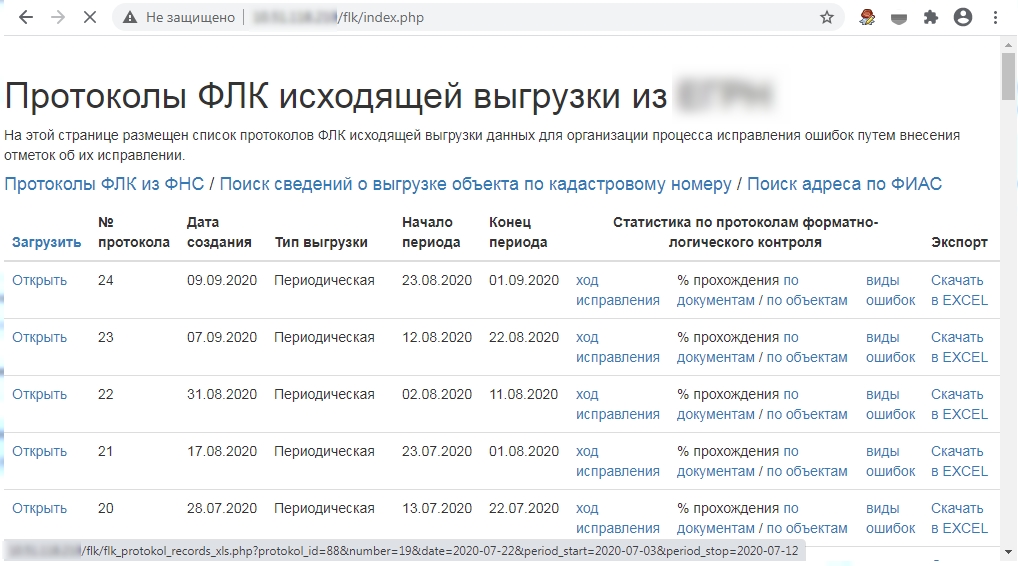 Не защищено /flk/index.php
Протоколы ФЛК исходящей выгрузки из
На этой странице размещен список протоколов ФЛК исходящей выгрузки данных для организации процесса исправления ошибок путем внесения
отметок об их исправлении.
Протоколы ФЛК из ФНС / Поиск сведений о выгрузке объекта по кадастровому номеру / Поиск адреса по ФИАС
№ Дата Начало Конец Статистика по протоколам форматно-
Загрузить протокола создания Тип выгрузки периода периода логического контроля Экспорт
Открыть 24 09.09.2020 Периодическая 23.08.2020 01.09.2020 ход % прохождения по виды Скачать
исправления документам / по объектам ошибок в EXCEL
Открыть 23 07.09.2020 Периодическая 12.08.2020 22.08.2020 ход % прохождения по виды Скачать
исправления документам / по объектам ошибок в EXCEL
Открыть 22 31.08.2020 Периодическая 02.08.2020 11.08.2020 ход % прохождения по виды Скачать
исправления документам / по объектам ошибок в EXCEL
Открыть 21 17.08.2020 Периодическая 23.07.2020 01.08.2020 ход % прохождения по виды Скачать
исправления документам / по объектам ошибок в EXCEL
Открыть 20 28.07.2020 Периодическая 13.07.2020 22.07.2020 ход % прохождения по виды Скачать
исправления документам / по объектам ошибок в EXCEL
/flk/flk_protokol_records_xls.php?protokol_id=88&number=19&date=2020-07-22&period_start=2020-07-03&period_stop=2020-07-12